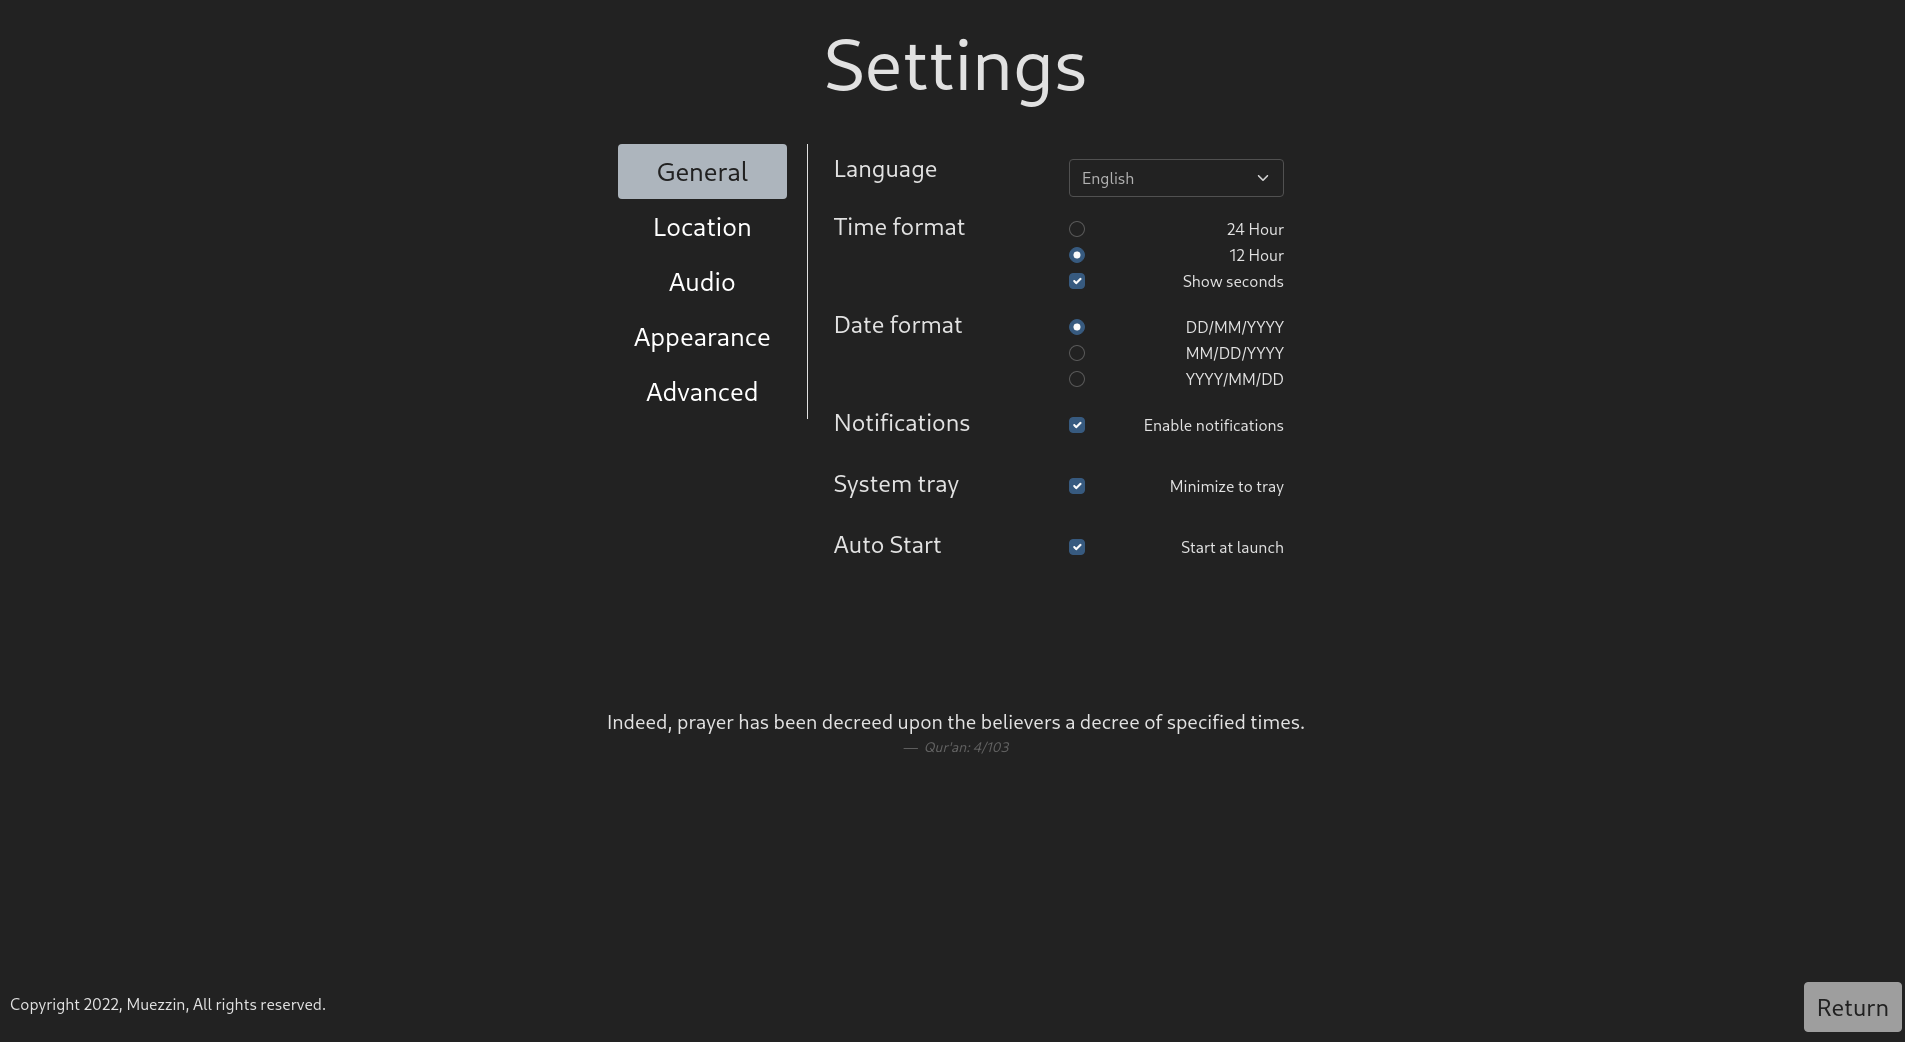 Settings
General
Location
Audio
Appearance
Advanced
Language
English
Time format
24 Hour
12 Hour
Show seconds
Date format
DD/MM/YYYY
MM/DD/YYYY
YYYY/MM/DD
Notifications
Enable notifications
System tray
Minimize to tray
Auto Start
Start at launch
Indeed, prayer has been decreed upon the believers a decree of specified times.
— Qur'an: 4/103
Copyright 2022, Muezzin, All rights reserved.
Return